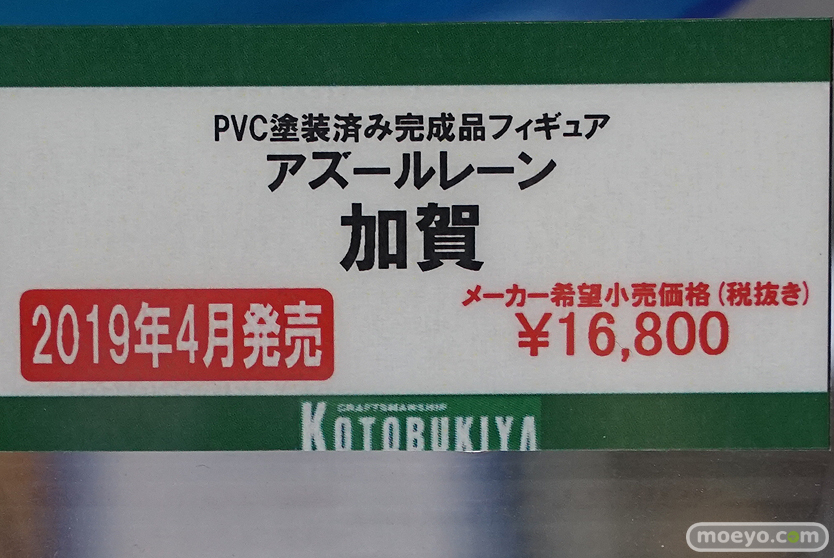 PVC塗装済み完成品フィギュア
アズールレーン
加賀
2019年4月発売
メーカー希望小売価格(税抜き)
¥16,800
CRAFTSMANSHIP
KOTOBUKIYA
moeyo.com